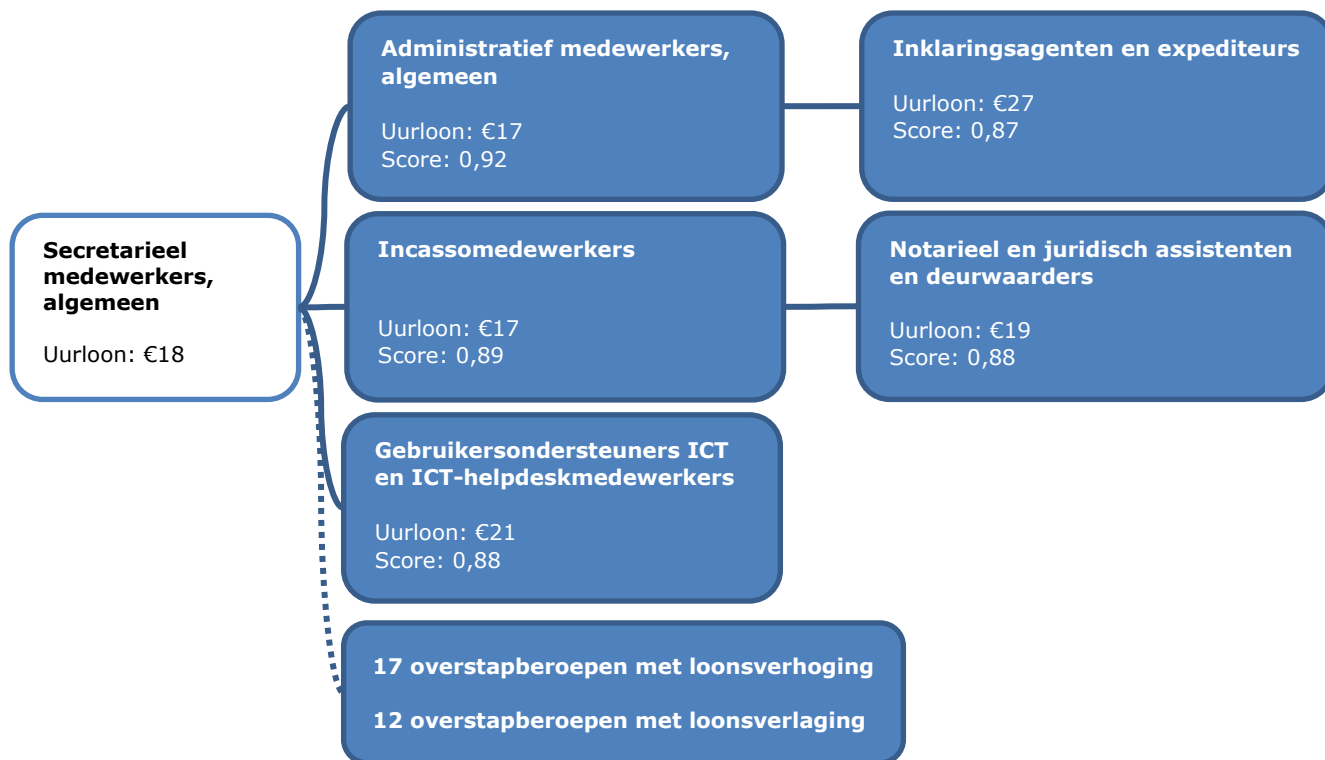 Administratief medewerkers,
algemeen
Uurloon: €17
Score: 0,92
Inklaringsagenten en expediteurs
Uurloon: €27
Score: 0,87
Secretarieel
medewerkers,
algemeen
Uurloon: €18
Incassomedewerkers
Uurloon: €17
Score: 0,89
Notarieel en juridisch assistenten
en deurwaarders
Uurloon: €19
Score: 0,88
Gebruikersondersteuners ICT
en ICT-helpdeskmedewerkers
Uurloon: €21
Score: 0,88
17 overstapberoepen met loonsverhoging
12 overstapberoepen met loonsverlaging